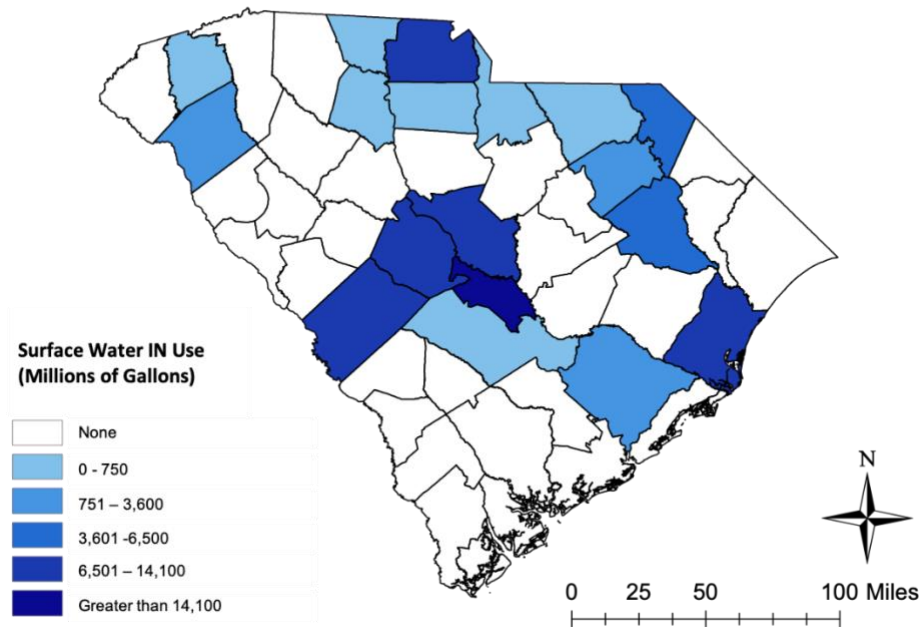 Surface Water IN Use
(Millions of Gallons)
None
0 - 750
751 – 3,600
3,601 -6,500
6,501 – 14,100
Greater than 14,100
N
0 25 50 100 Miles